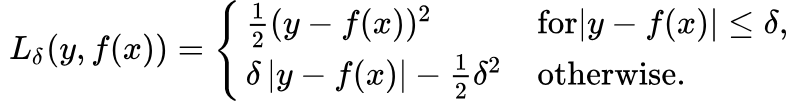 L_δ(y, f(x)) = { ½(y − f(x))² for|y − f(x)| ≤ δ,
δ |y − f(x)| − ½δ² otherwise.